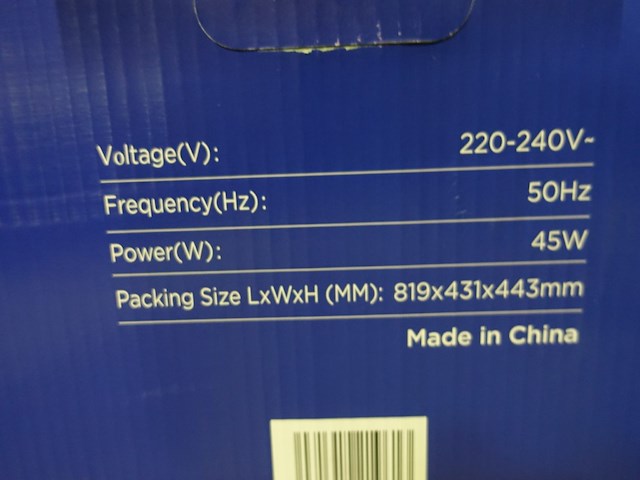 Voltage(V): 220-240V~
Frequency(Hz): 50Hz
Power(W): 45W
Packing Size LxWxH (MM): 819x431x443mm
Made in China